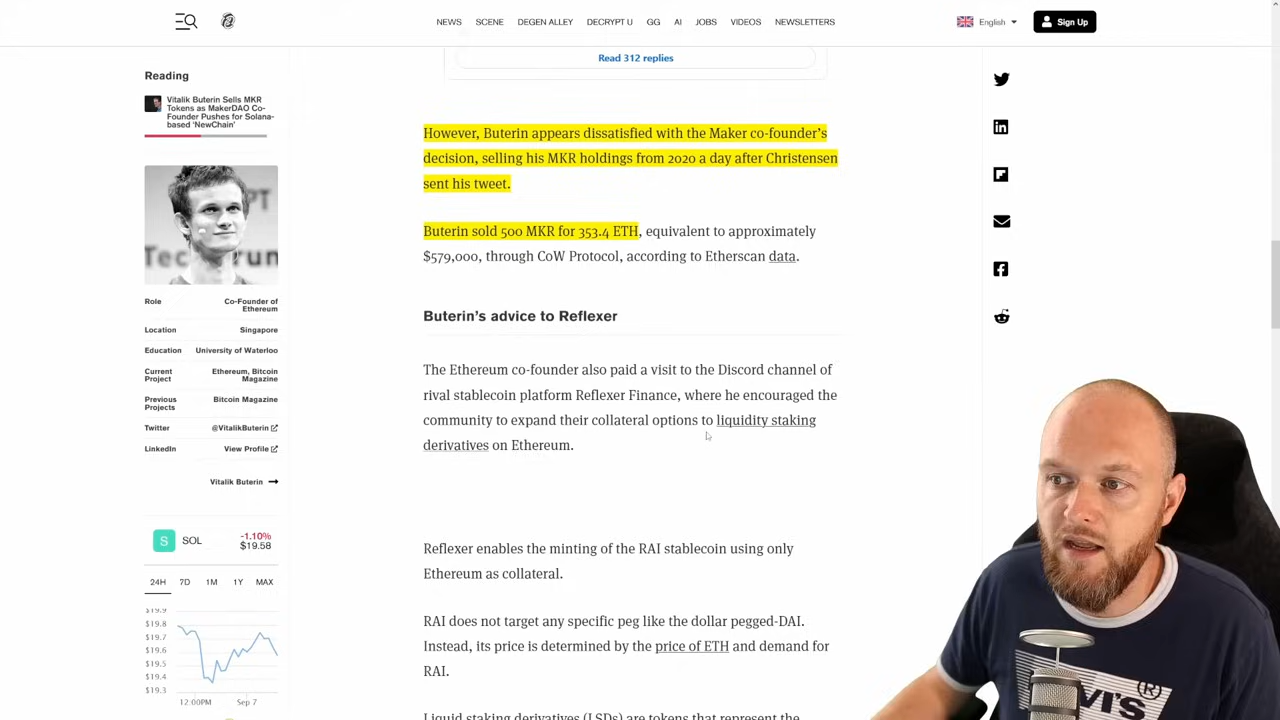 NEWS SCENE DEGEN ALLEY DECRYPT U GG AI JOBS VIDEOS NEWSLETTERS
English
Sign Up
Reading
Vitalik Buterin Sells MKR
Tokens as MakerDAO Co-
Founder Pushes for Solana-
based 'NewChain'
Role Co-Founder of
Ethereum
Location Singapore
Education University of Waterloo
Current Ethereum, Bitcoin
Project Magazine
Previous Bitcoin Magazine
Projects
Twitter @VitalikButerin
LinkedIn View Profile
Vitalik Buterin →
S SOL -1.10%
$19.58
24H 7D 1M 1Y MAX
$19.9
$19.8
$19.7
$19.6
$19.5
$19.4
$19.3
12:00PM Sep 7
Read 312 replies
However, Buterin appears dissatisfied with the Maker co-founder's
decision, selling his MKR holdings from 2020 a day after Christensen
sent his tweet.
Buterin sold 500 MKR for 353.4 ETH, equivalent to approximately
$579,000, through CoW Protocol, according to Etherscan data.
Buterin's advice to Reflexer
The Ethereum co-founder also paid a visit to the Discord channel of
rival stablecoin platform Reflexer Finance, where he encouraged the
community to expand their collateral options to liquidity staking
derivatives on Ethereum.
Reflexer enables the minting of the RAI stablecoin using only
Ethereum as collateral.
RAI does not target any specific peg like the dollar pegged-DAI.
Instead, its price is determined by the price of ETH and demand for
RAI.
Liquid staking derivatives (LSDs) are tokens that represent the